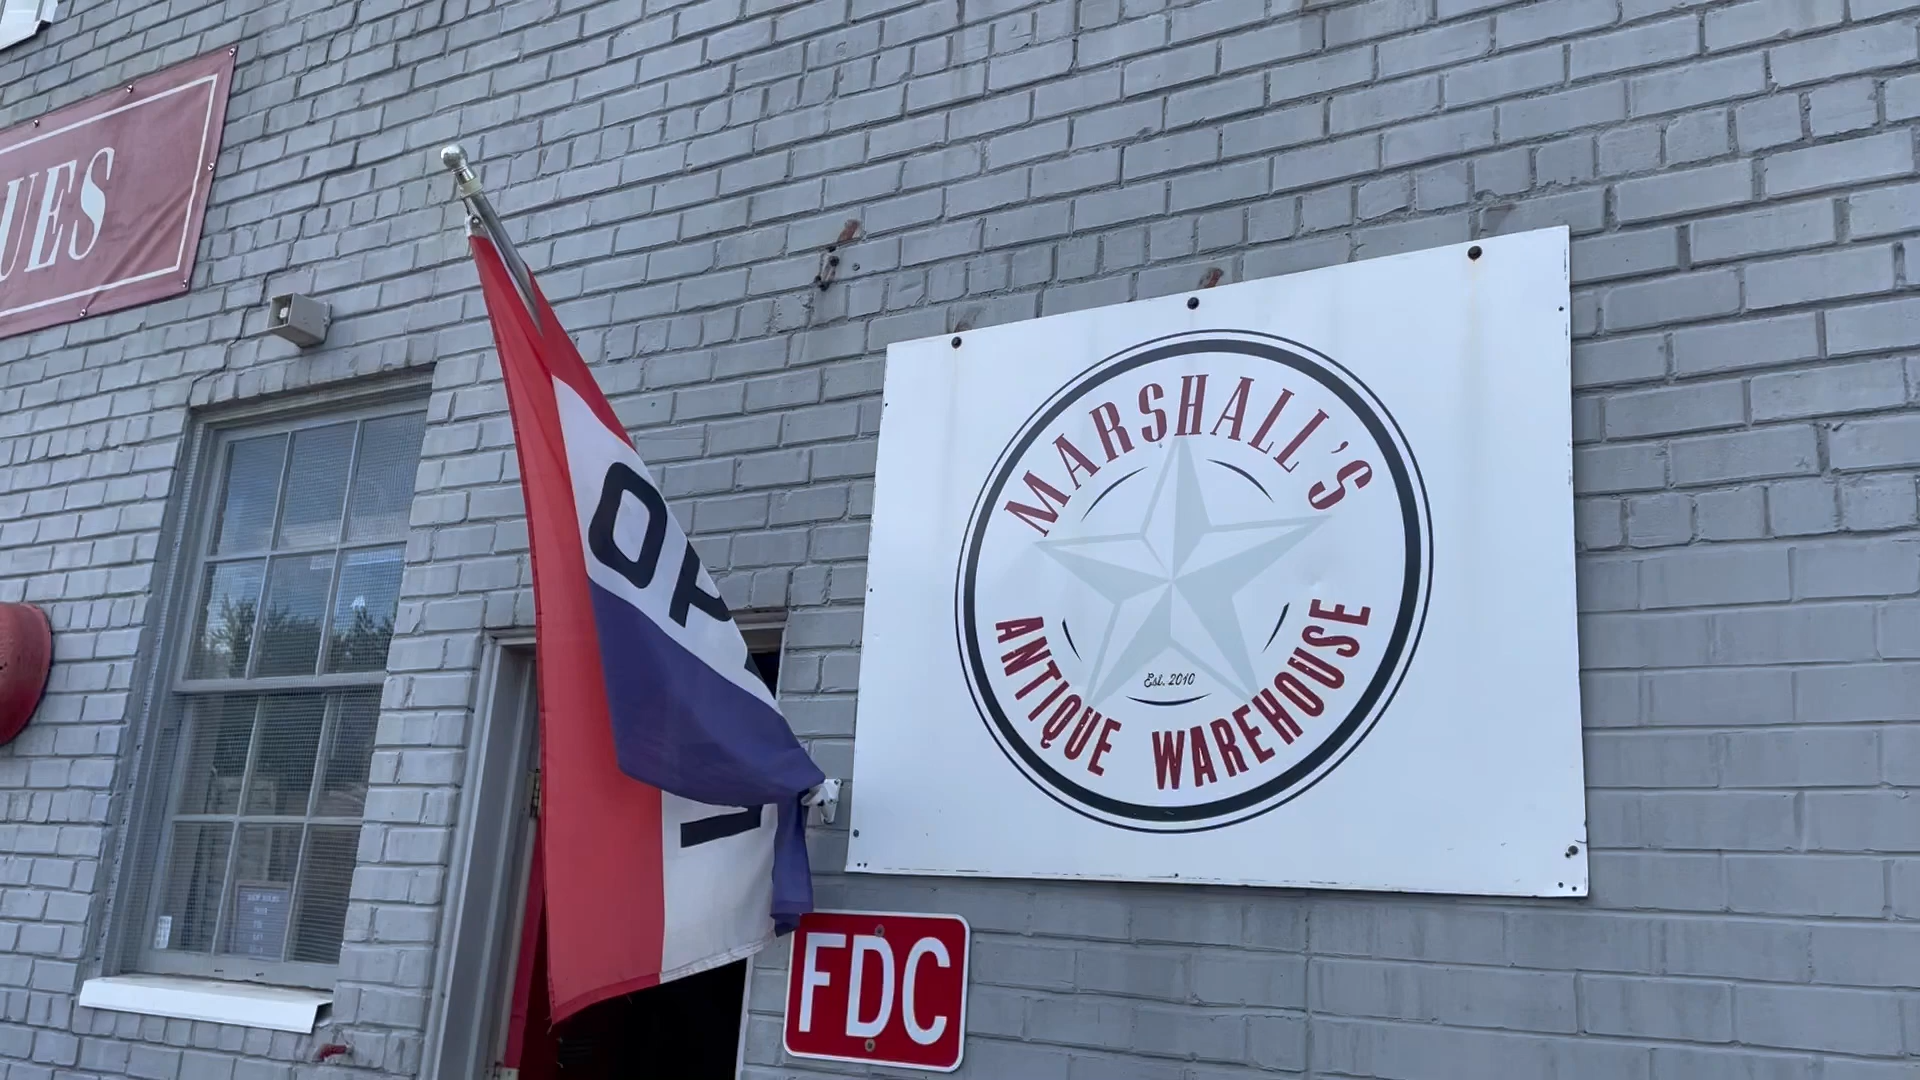 UES
OP
MARSHALL'S
Est. 2010
ANTIQUE WAREHOUSE
FDC